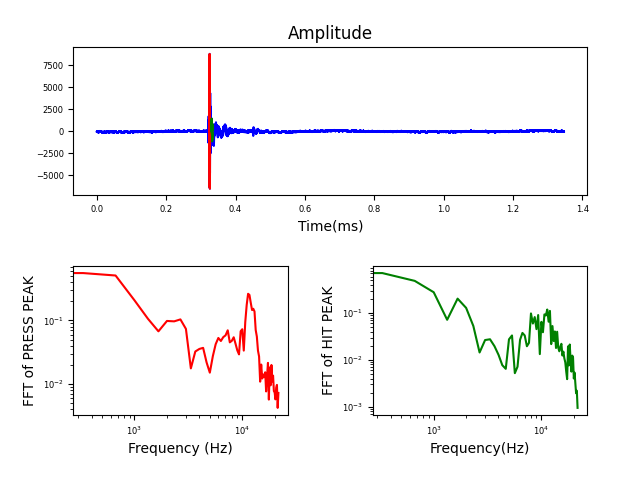 Amplitude
7500
5000
2500
0
−2500
−5000
0.0 0.2 0.4 0.6 0.8 1.0 1.2 1.4
Time(ms)
FFT of PRESS PEAK
10⁻¹
10⁻²
10³ 10⁴
Frequency (Hz)
FFT of HIT PEAK
10⁻¹
10⁻²
10⁻³
10³ 10⁴
Frequency(Hz)